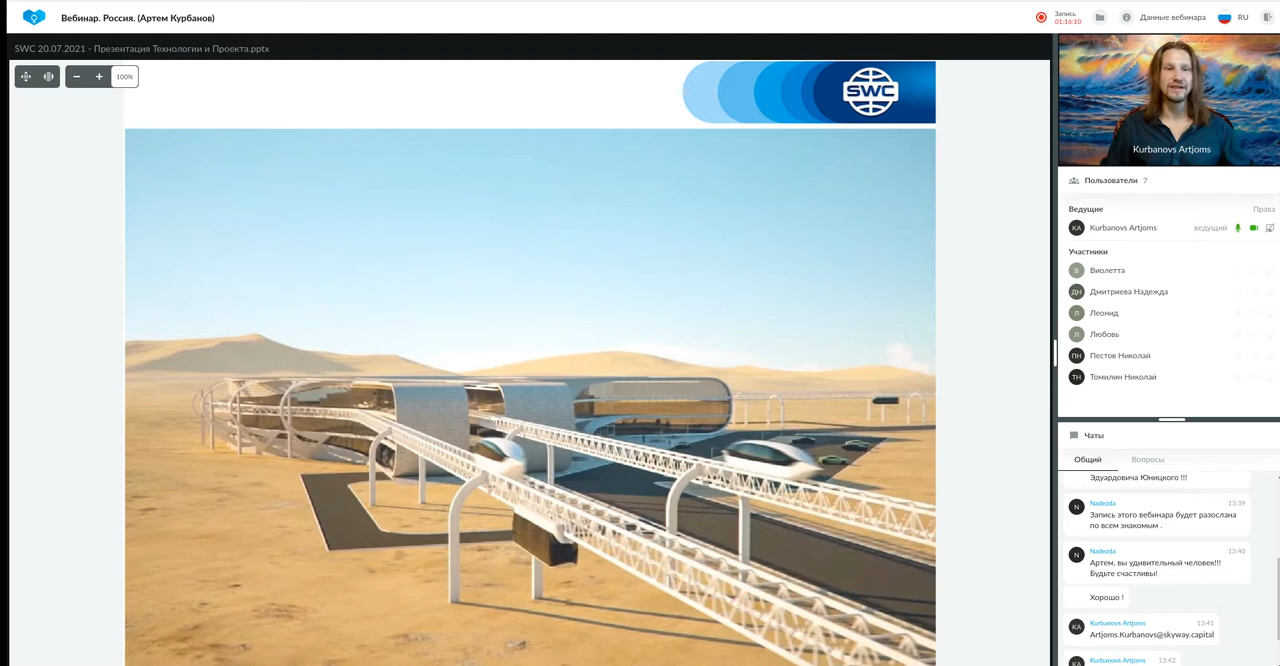 Вебинар. Россия. (Артем Курбанов)
Запись
01:16:10
Данные вебинара
RU
SWC 20.07.2021 - Презентация Технологии и Проекта.pptx
100%
SWC
Kurbanovs Artjoms
Пользователи 7
Ведущие Права
KA Kurbanovs Artjoms ведущий
Участники
В Виолетта
ДН Дмитриева Надежда
Л Леонид
Л Любовь
ПН Пестов Николай
ТН Томилин Николай
Чаты
Общий Вопросы
Эдуардовича Юницкого !!!
N Nadezda 13:39
Запись этого вебинара будет разослана
по всем знакомым .
N Nadezda 13:40
Артем, вы удивительный человек!!!
Будьте счастливы!
Хорошо !
KA Kurbanovs Artjoms 13:41
Artjoms.Kurbanovs@skyway.capital
KA Kurbanovs Artjoms 13:42